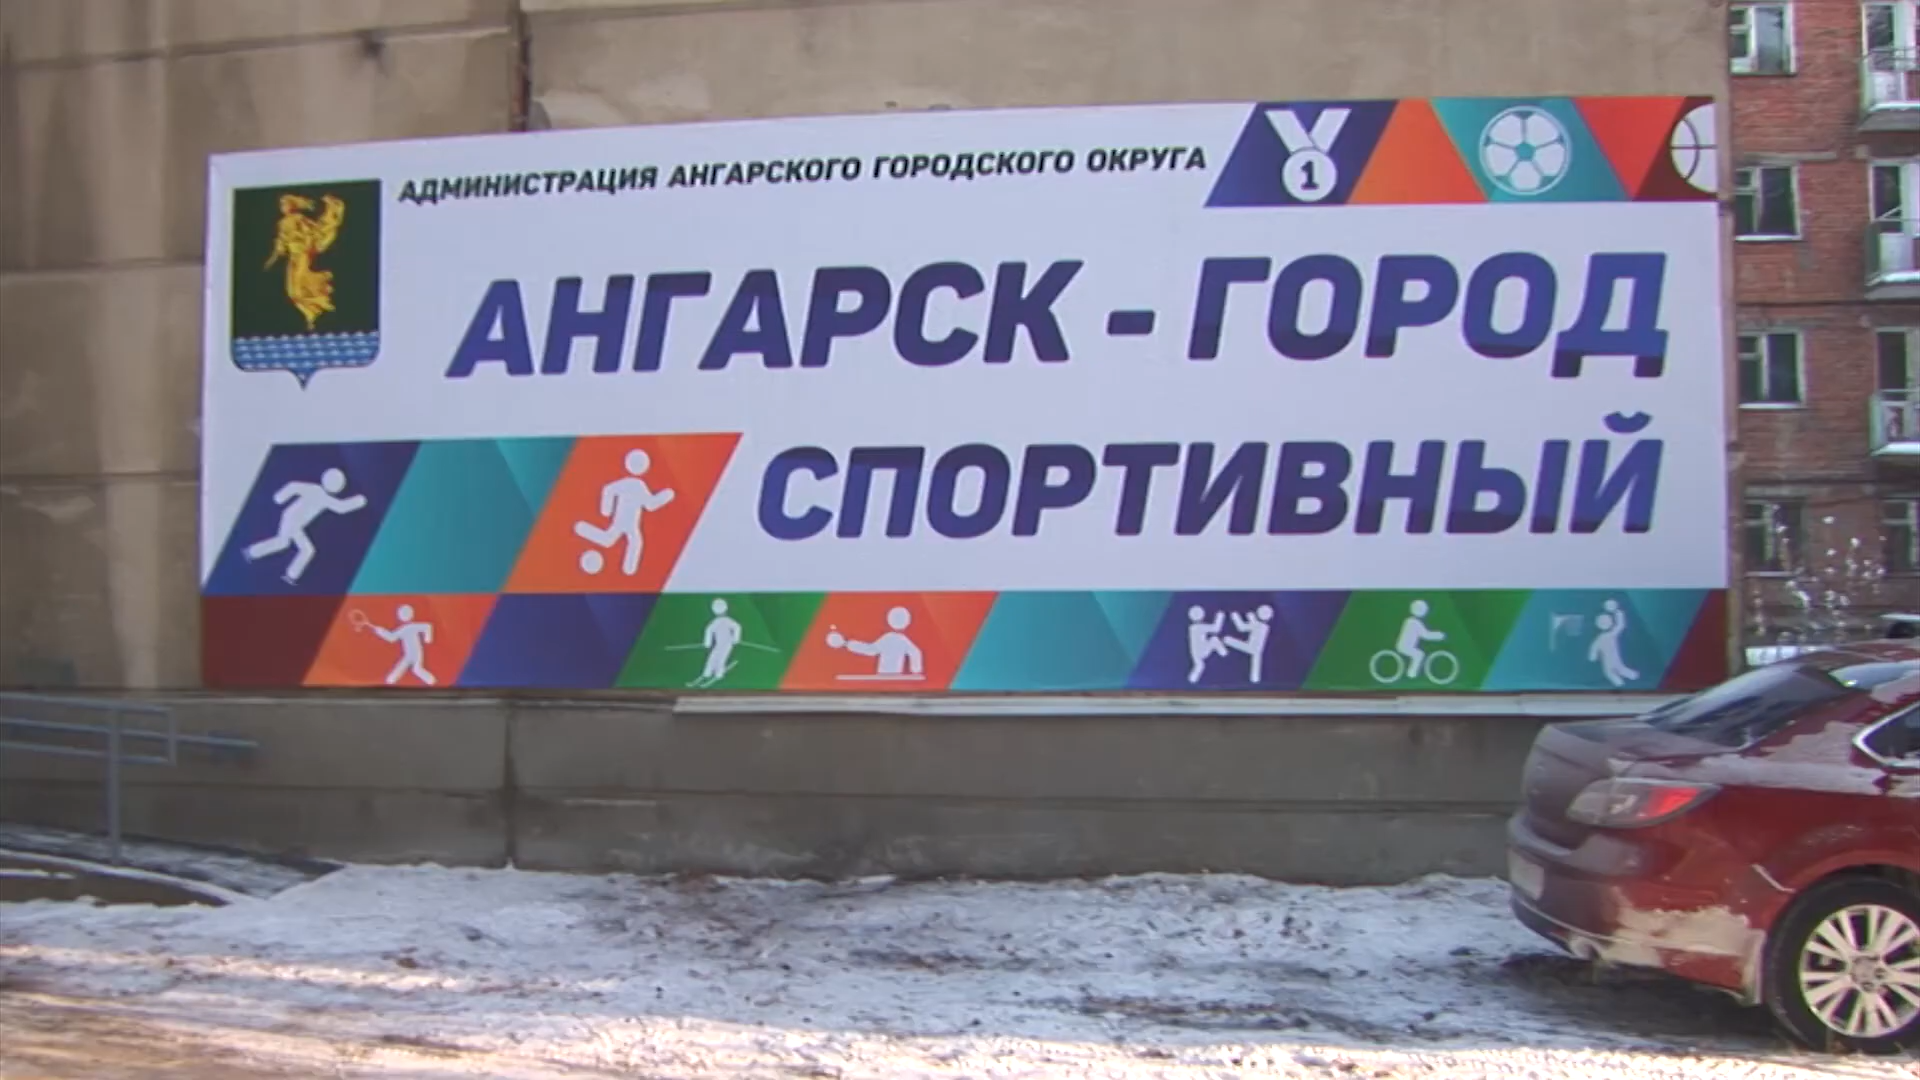 АДМИНИСТРАЦИЯ АНГАРСКОГО ГОРОДСКОГО ОКРУГА
1
АНГАРСК - ГОРОД
СПОРТИВНЫЙ